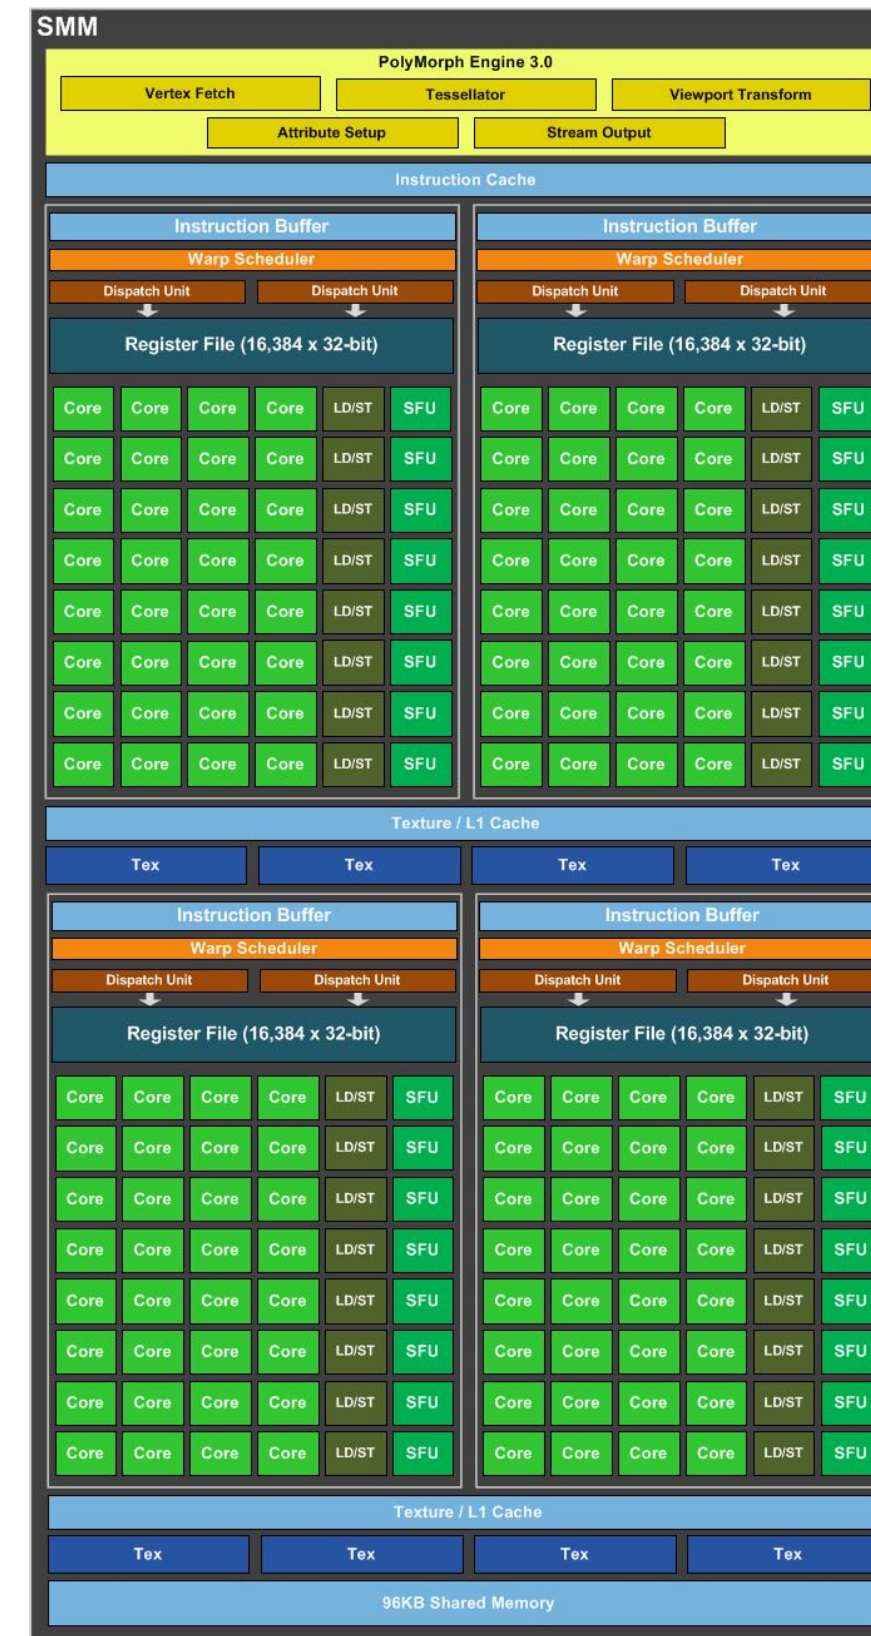 SMM
PolyMorph Engine 3.0
Vertex Fetch Tessellator Viewport Transform
Attribute Setup Stream Output
Instruction Cache
Instruction Buffer Instruction Buffer
Warp Scheduler Warp Scheduler
Dispatch Unit Dispatch Unit Dispatch Unit Dispatch Unit
Register File (16,384 x 32-bit) Register File (16,384 x 32-bit)
Core Core Core Core LD/ST SFU Core Core Core Core LD/ST SFU
Core Core Core Core LD/ST SFU Core Core Core Core LD/ST SFU
Core Core Core Core LD/ST SFU Core Core Core Core LD/ST SFU
Core Core Core Core LD/ST SFU Core Core Core Core LD/ST SFU
Core Core Core Core LD/ST SFU Core Core Core Core LD/ST SFU
Core Core Core Core LD/ST SFU Core Core Core Core LD/ST SFU
Core Core Core Core LD/ST SFU Core Core Core Core LD/ST SFU
Core Core Core Core LD/ST SFU Core Core Core Core LD/ST SFU
Texture / L1 Cache
Tex Tex Tex Tex
Instruction Buffer Instruction Buffer
Warp Scheduler Warp Scheduler
Dispatch Unit Dispatch Unit Dispatch Unit Dispatch Unit
Register File (16,384 x 32-bit) Register File (16,384 x 32-bit)
Core Core Core Core LD/ST SFU Core Core Core Core LD/ST SFU
Core Core Core Core LD/ST SFU Core Core Core Core LD/ST SFU
Core Core Core Core LD/ST SFU Core Core Core Core LD/ST SFU
Core Core Core Core LD/ST SFU Core Core Core Core LD/ST SFU
Core Core Core Core LD/ST SFU Core Core Core Core LD/ST SFU
Core Core Core Core LD/ST SFU Core Core Core Core LD/ST SFU
Core Core Core Core LD/ST SFU Core Core Core Core LD/ST SFU
Core Core Core Core LD/ST SFU Core Core Core Core LD/ST SFU
Texture / L1 Cache
Tex Tex Tex Tex
96KB Shared Memory